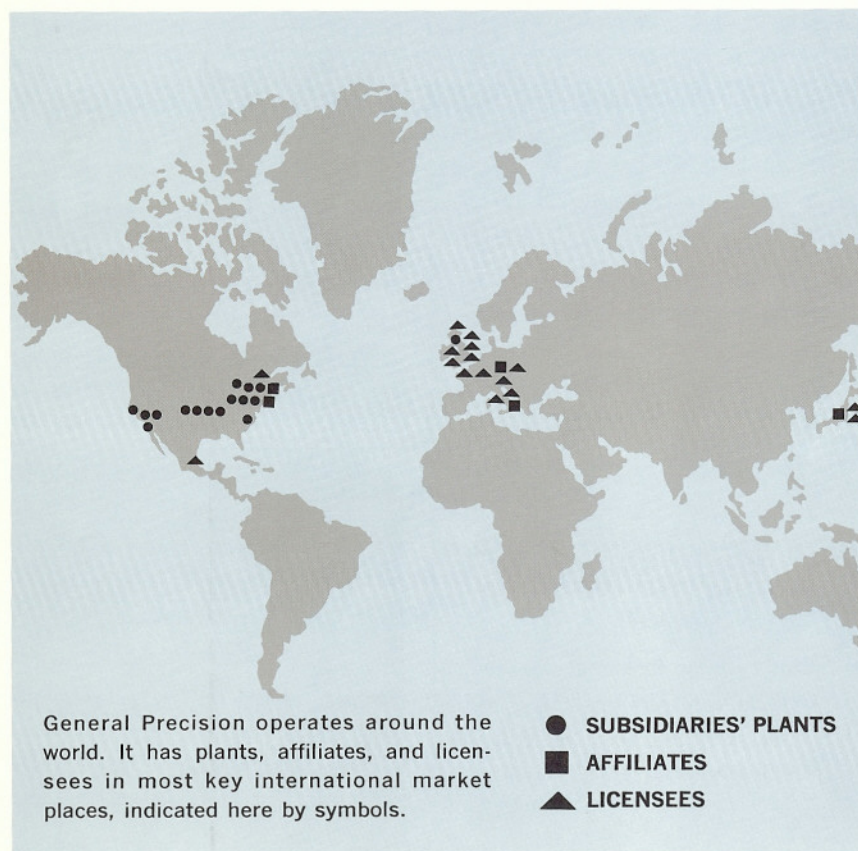 General Precision operates around the
world. It has plants, affiliates, and licen-
sees in most key international market
places, indicated here by symbols.
SUBSIDIARIES' PLANTS
AFFILIATES
LICENSEES